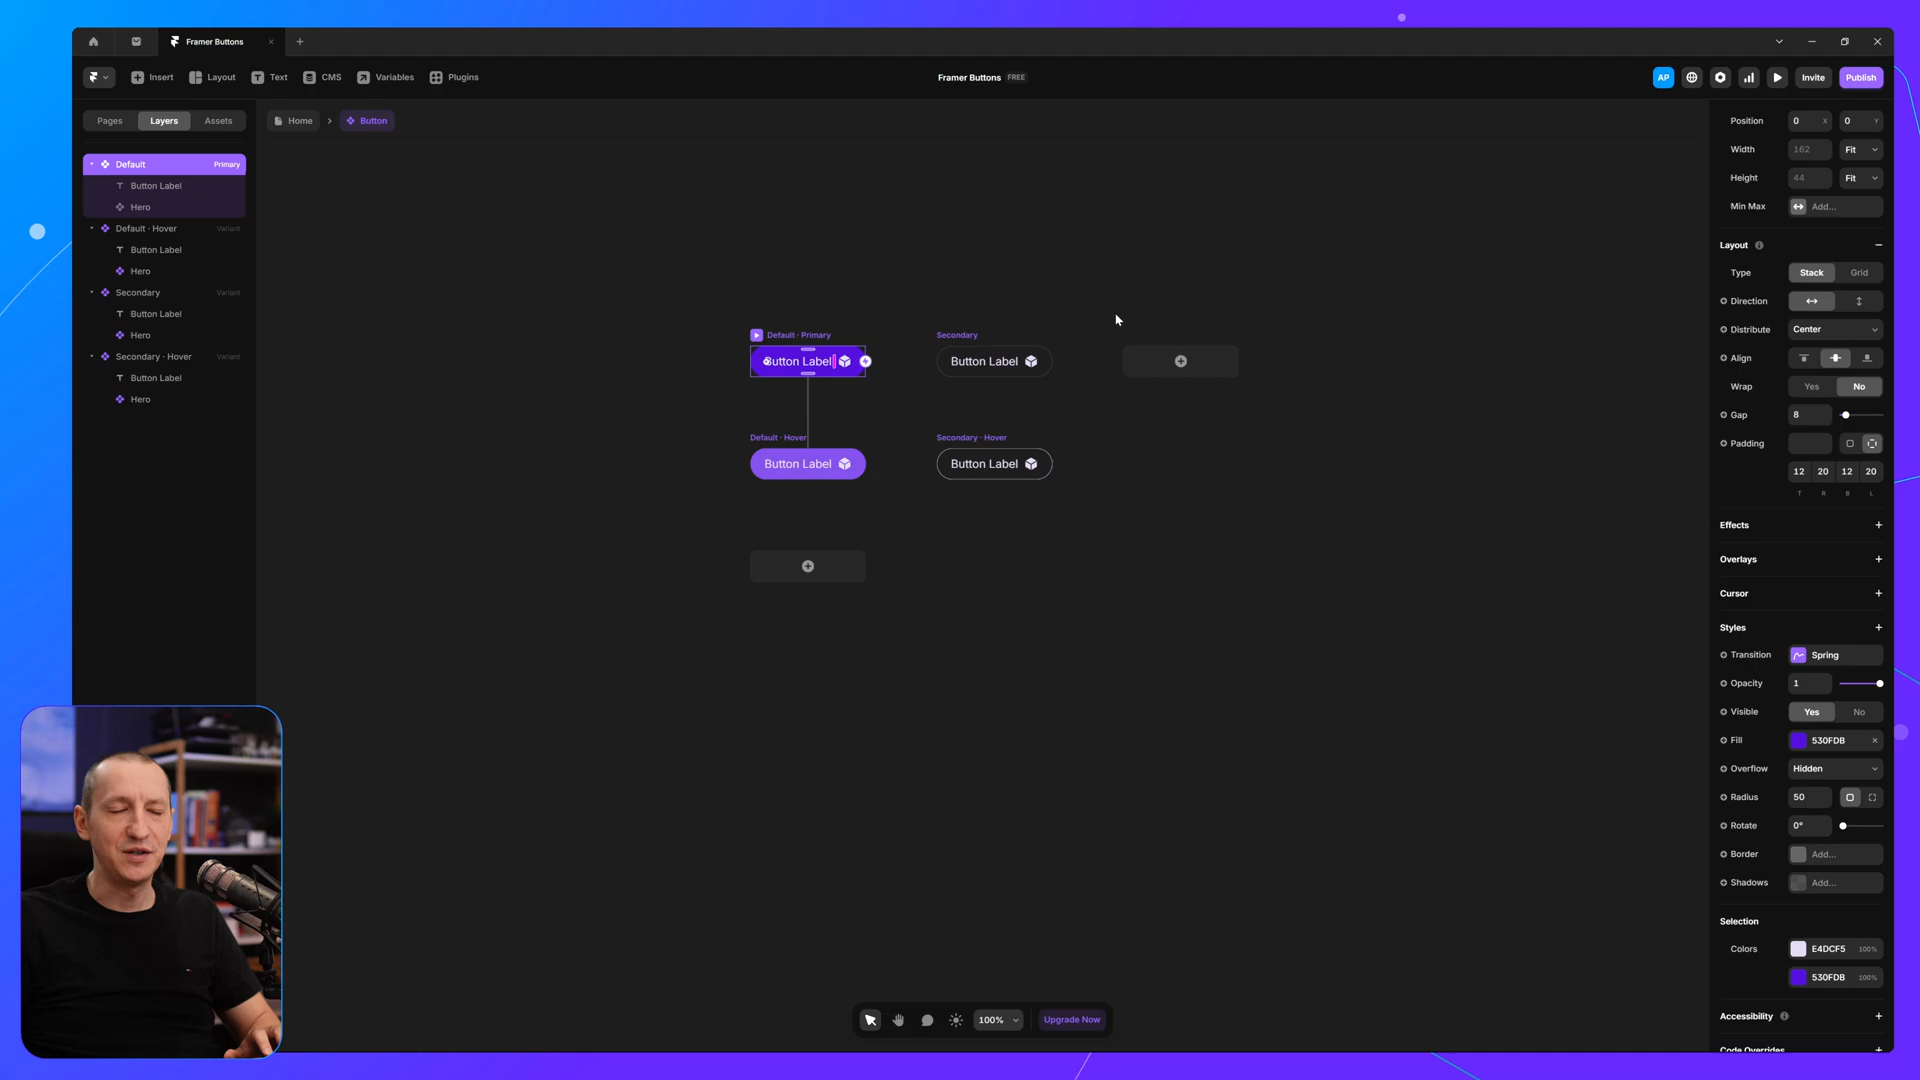 Framer Buttons
Insert
Layout
Text
CMS
Variables
Plugins
Framer Buttons FREE
AP
Invite
Publish
Pages
Layers
Assets
Home
Button
Default Primary
Button Label
Hero
Default · Hover Variant
Button Label
Hero
Secondary Variant
Button Label
Hero
Secondary · Hover Variant
Button Label
Hero
Default · Primary
Button Label
Secondary
Button Label
Default · Hover
Button Label
Secondary · Hover
Button Label
100%
Upgrade Now
Position 0 X 0 Y
Width 162 Fit
Height 44 Fit
Min Max Add...
Layout
Type Stack Grid
Direction
Distribute Center
Align
Wrap Yes No
Gap 8
Padding
12 20 12 20
T R B L
Effects
Overlays
Cursor
Styles
Transition Spring
Opacity 1
Visible Yes No
Fill 530FDB
Overflow Hidden
Radius 50
Rotate 0°
Border Add...
Shadows Add...
Selection
Colors E4DCF5 100%
530FDB 100%
Accessibility
Code Overrides